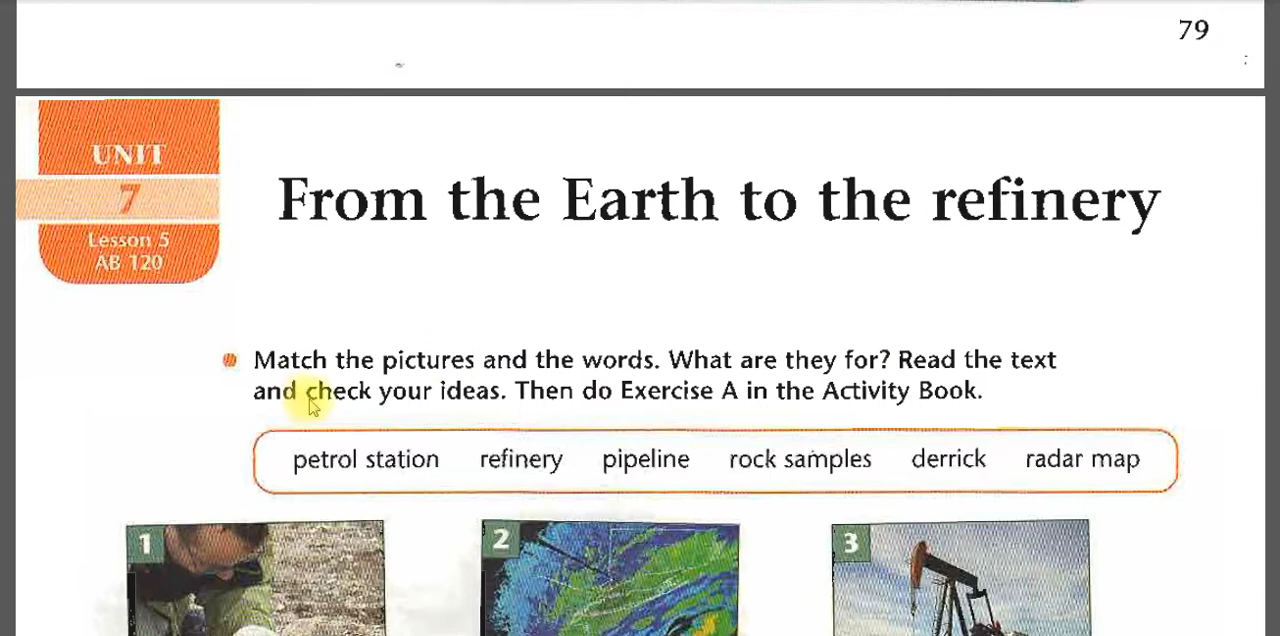 79
UNIT
7
Lesson 5
AB 120
From the Earth to the refinery
Match the pictures and the words. What are they for? Read the text
and check your ideas. Then do Exercise A in the Activity Book.
petrol station refinery pipeline rock samples derrick radar map
1
2
3